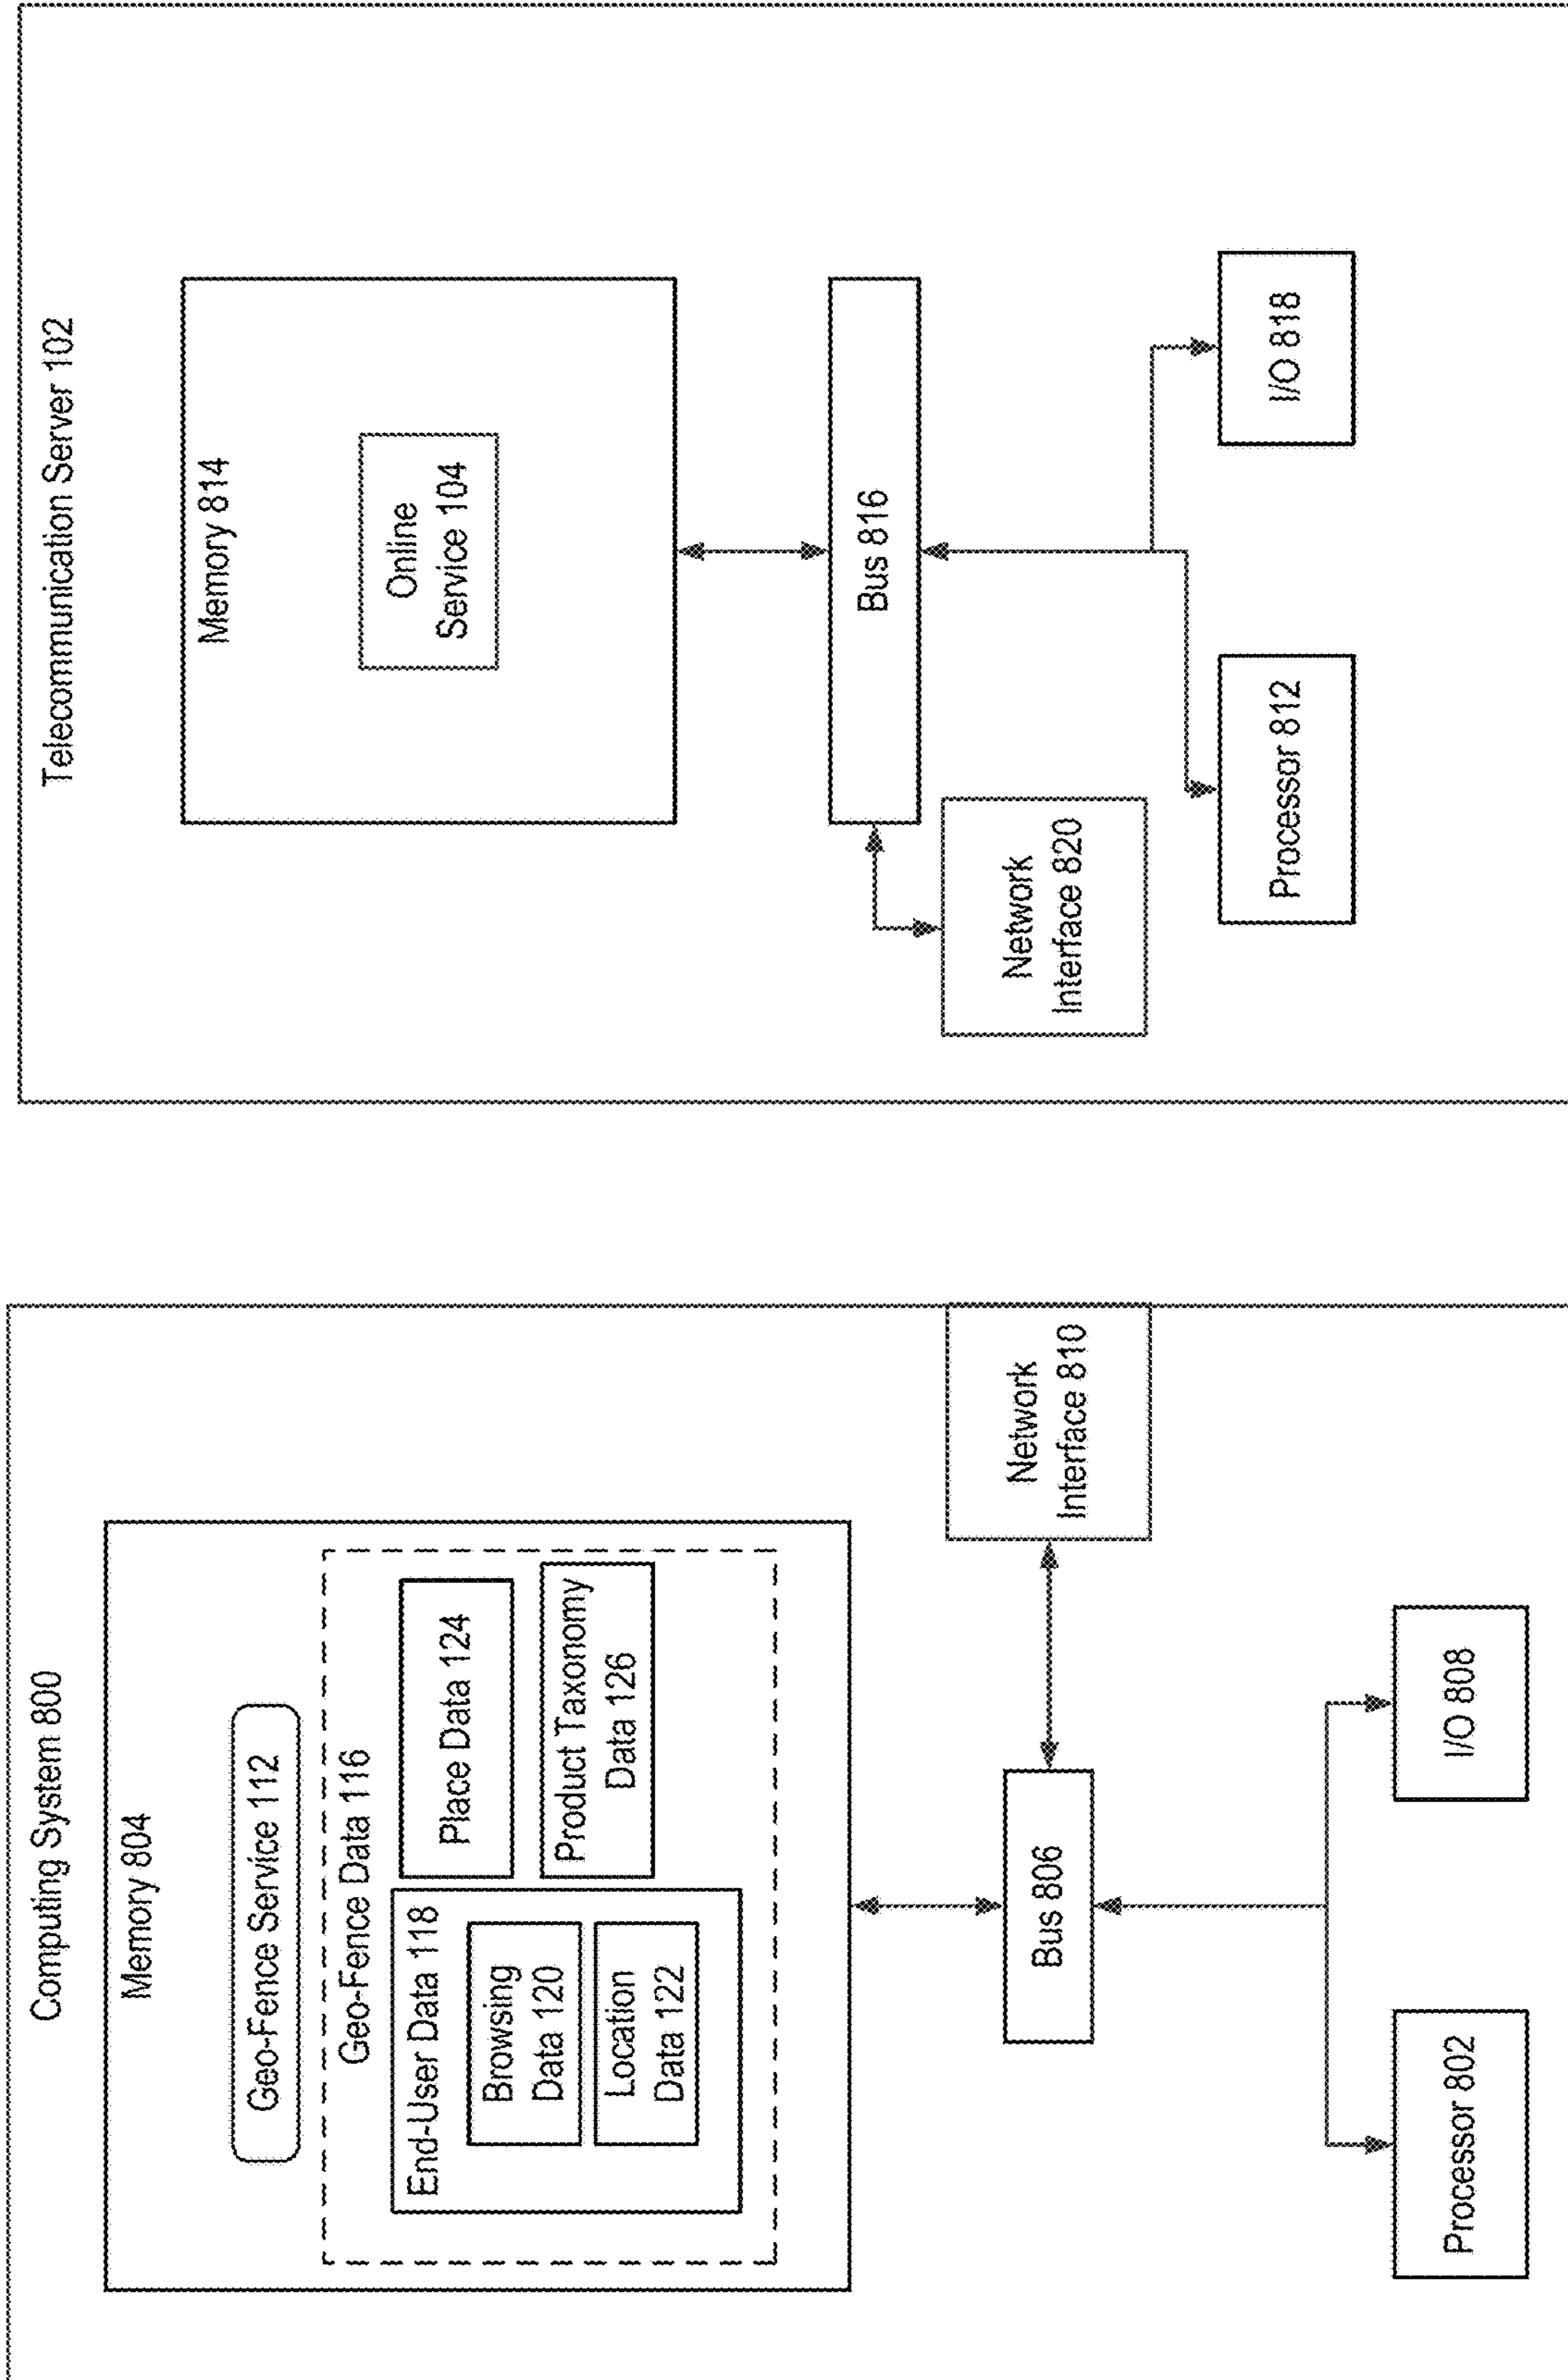 Computing System 800
Memory 804
Geo-Fence Service 112
Geo-Fence Data 116
End-User Data 118
Browsing
Data 120
Location
Data 122
Place Data 124
Product Taxonomy
Data 126
Bus 806
Network
Interface 810
Processor 802
I/O 808
Telecommunication Server 102
Memory 814
Online
Service 104
Bus 816
Network
Interface 820
Processor 812
I/O 818